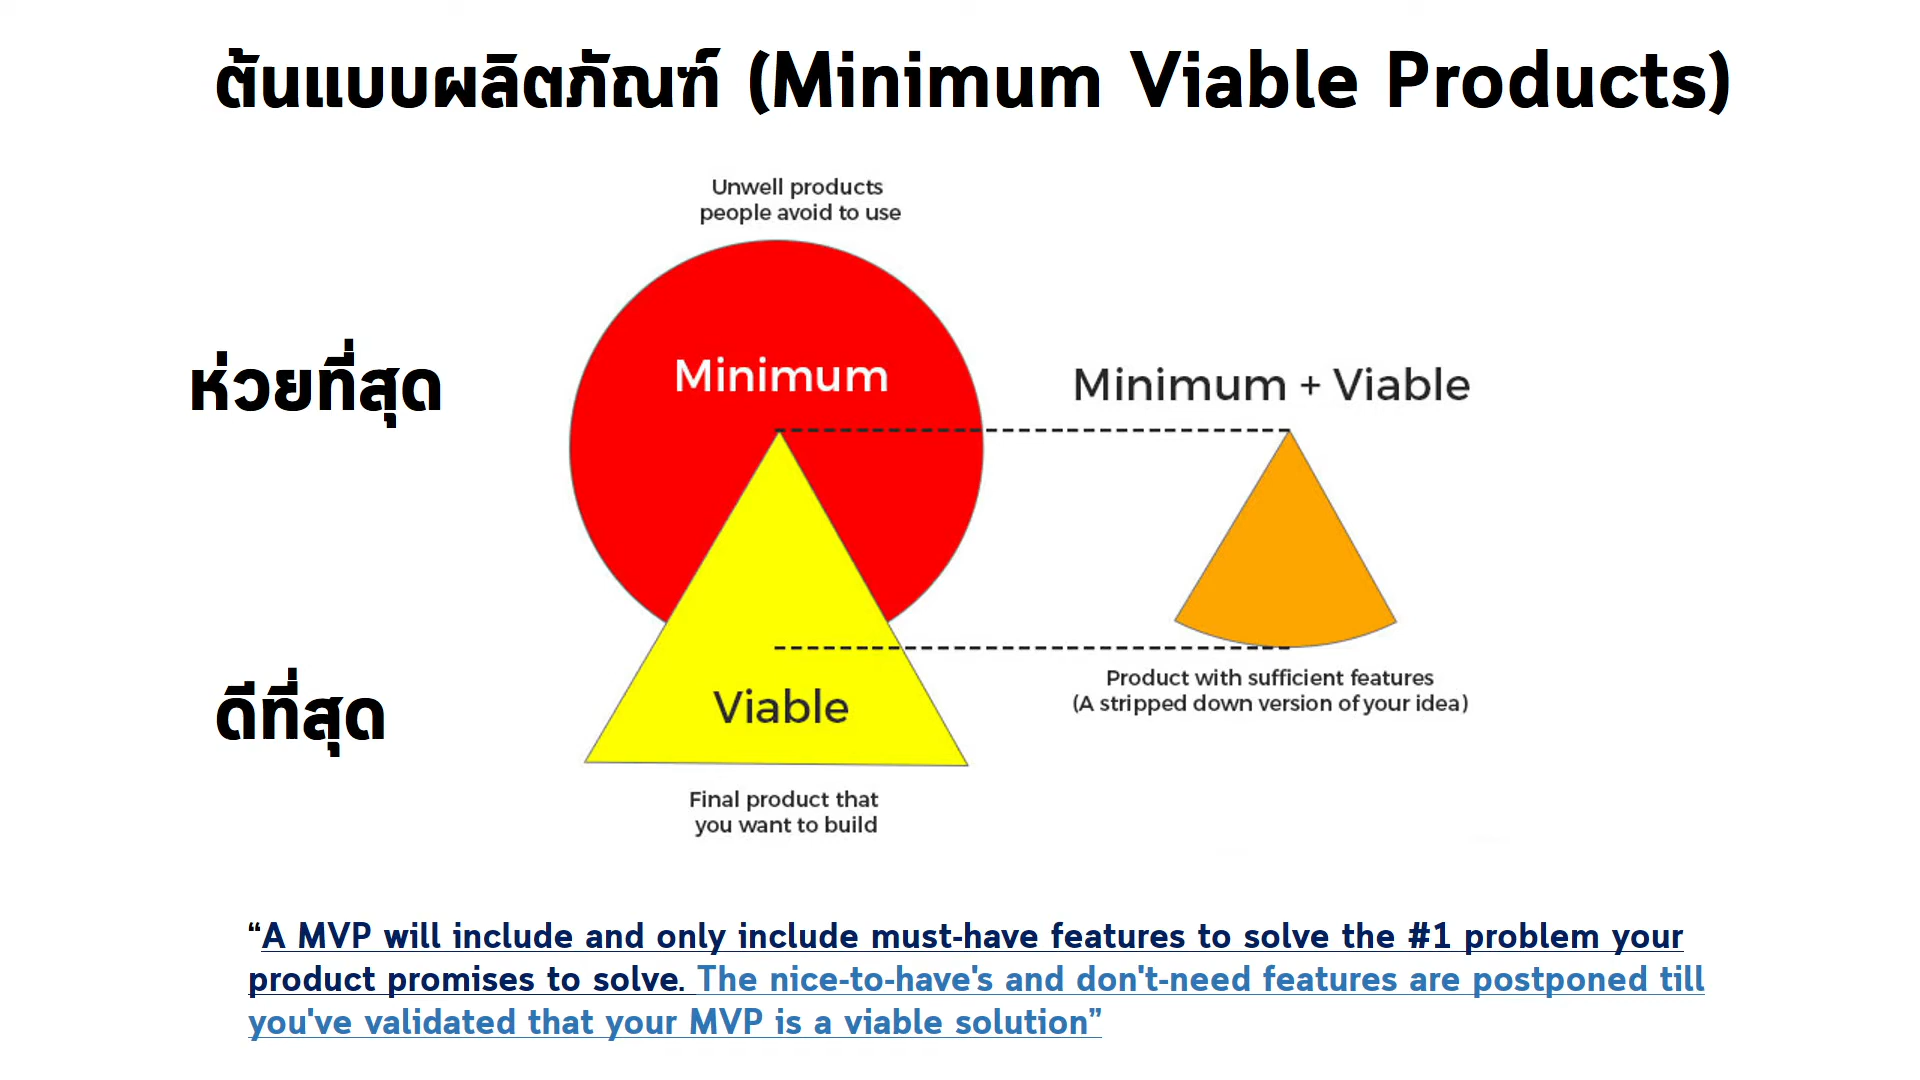 ต้นแบบผลิตภัณฑ์ (Minimum Viable Products)
Unwell products
people avoid to use
ห่วยที่สุด
Minimum
Minimum + Viable
ดีที่สุด
Viable
Product with sufficient features
(A stripped down version of your idea)
Final product that
you want to build
“A MVP will include and only include must-have features to solve the #1 problem your
product promises to solve. The nice-to-have's and don't-need features are postponed till
you've validated that your MVP is a viable solution”